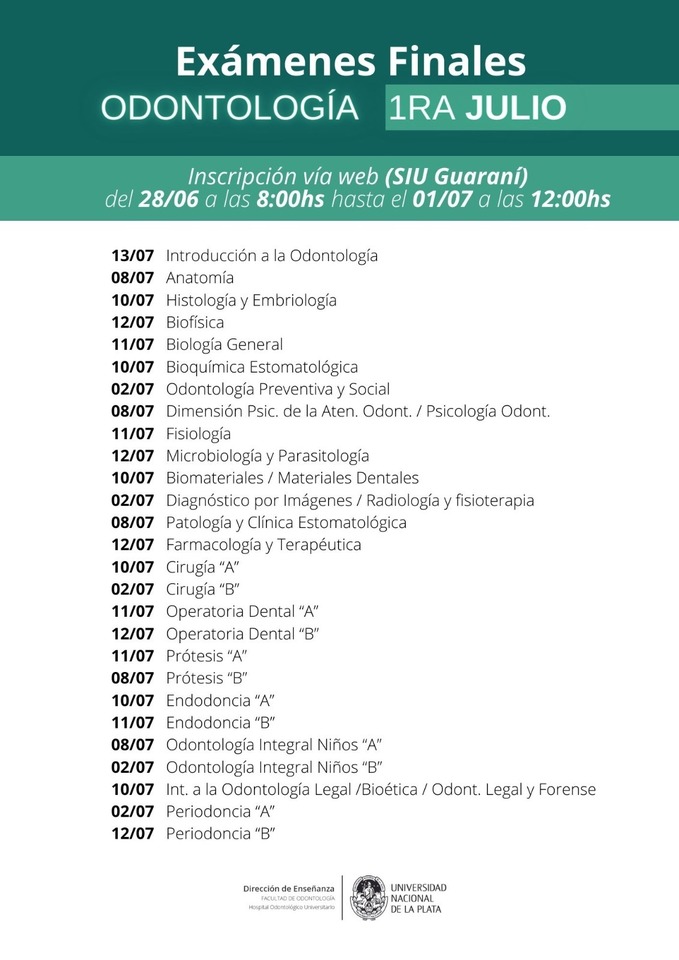 Exámenes Finales
ODONTOLOGÍA 1RA JULIO
Inscripción vía web (SIU Guaraní)
del 28/06 a las 8:00hs hasta el 01/07 a las 12:00hs
13/07 Introducción a la Odontología
08/07 Anatomía
10/07 Histología y Embriología
12/07 Biofísica
11/07 Biología General
10/07 Bioquímica Estomatológica
02/07 Odontología Preventiva y Social
08/07 Dimensión Psic. de la Aten. Odont. / Psicología Odont.
11/07 Fisiología
12/07 Microbiología y Parasitología
10/07 Biomateriales / Materiales Dentales
02/07 Diagnóstico por Imágenes / Radiología y fisioterapia
08/07 Patología y Clínica Estomatológica
12/07 Farmacología y Terapéutica
10/07 Cirugía “A”
02/07 Cirugía “B”
11/07 Operatoria Dental “A”
12/07 Operatoria Dental “B”
11/07 Prótesis “A”
08/07 Prótesis “B”
10/07 Endodoncia “A”
11/07 Endodoncia “B”
08/07 Odontología Integral Niños “A”
02/07 Odontología Integral Niños “B”
10/07 Int. a la Odontología Legal /Bioética / Odont. Legal y Forense
02/07 Periodoncia “A”
12/07 Periodoncia “B”
Dirección de Enseñanza
FACULTAD DE ODONTOLOGÍA
Hospital Odontológico Universitario
UNIVERSIDAD
NACIONAL
DE LA PLATA